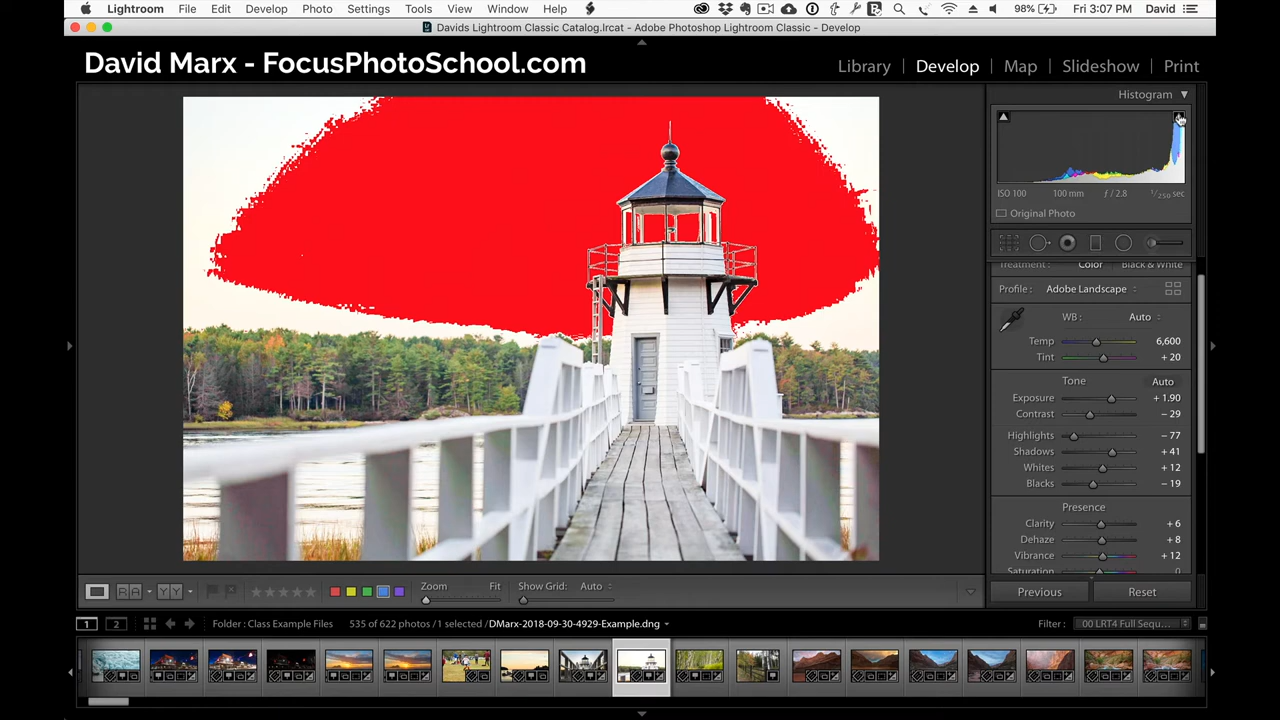 Lightroom File Edit Develop Photo Settings Tools View Window Help 98% Fri 3:07 PM David
Davids Lightroom Classic Catalog.lrcat - Adobe Photoshop Lightroom Classic - Develop
David Marx - FocusPhotoSchool.com
Library | Develop | Map | Slideshow | Print
Histogram
ISO 100 100 mm f / 2.8 1/250 sec
Original Photo
Treatment : Color Black & White
Profile : Adobe Landscape
WB : Auto
Temp 6,600
Tint + 20
Tone Auto
Exposure + 1.90
Contrast − 29
Highlights − 77
Shadows + 41
Whites + 12
Blacks − 19
Presence
Clarity + 6
Dehaze + 8
Vibrance + 12
Saturation 0
Previous Reset
R A Y Y Zoom Fit Show Grid: Auto
1 2 Folder : Class Example Files 535 of 622 photos / 1 selected / DMarx-2018-09-30-4929-Example.dng Filter : 00 LRT4 Full Sequ...